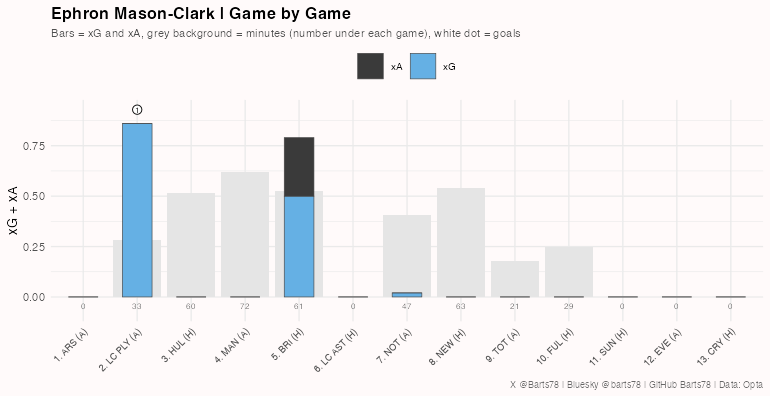 Ephron Mason-Clark | Game by Game
Bars = xG and xA, grey background = minutes (number under each game), white dot = goals
xA xG
1
xG + xA
0.75
0.50
0.25
0.00
0 33 60 72 61 0 47 63 21 29 0 0 0
1. ARS (A)
2. LC PLY (A)
3. HUL (H)
4. MAN (A)
5. BRI (H)
6. LC AST (H)
7. NOT (A)
8. NEW (H)
9. TOT (A)
10. FUL (H)
11. SUN (H)
12. EVE (A)
13. CRY (H)
X @Barts78 | Bluesky @barts78 | GitHub Barts78 | Data: Opta